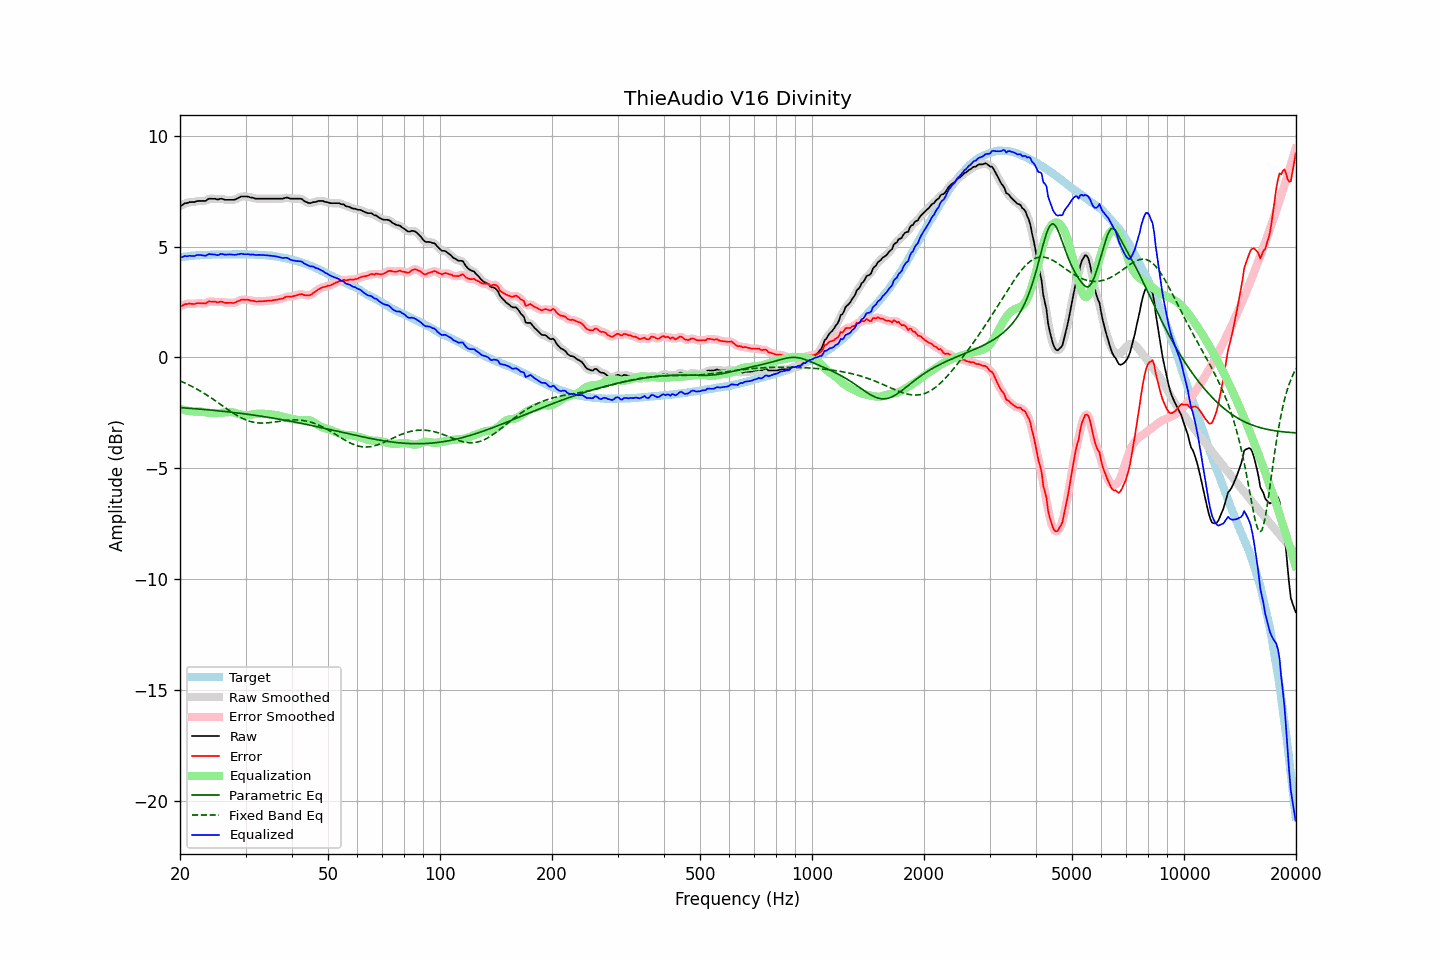 ThieAudio V16 Divinity
Amplitude (dBr)
10
5
0
−5
−10
−15
−20
Target
Raw Smoothed
Error Smoothed
Raw
Error
Equalization
Parametric Eq
Fixed Band Eq
Equalized
20
50
100
200
500
1000
2000
5000
10000
20000
Frequency (Hz)